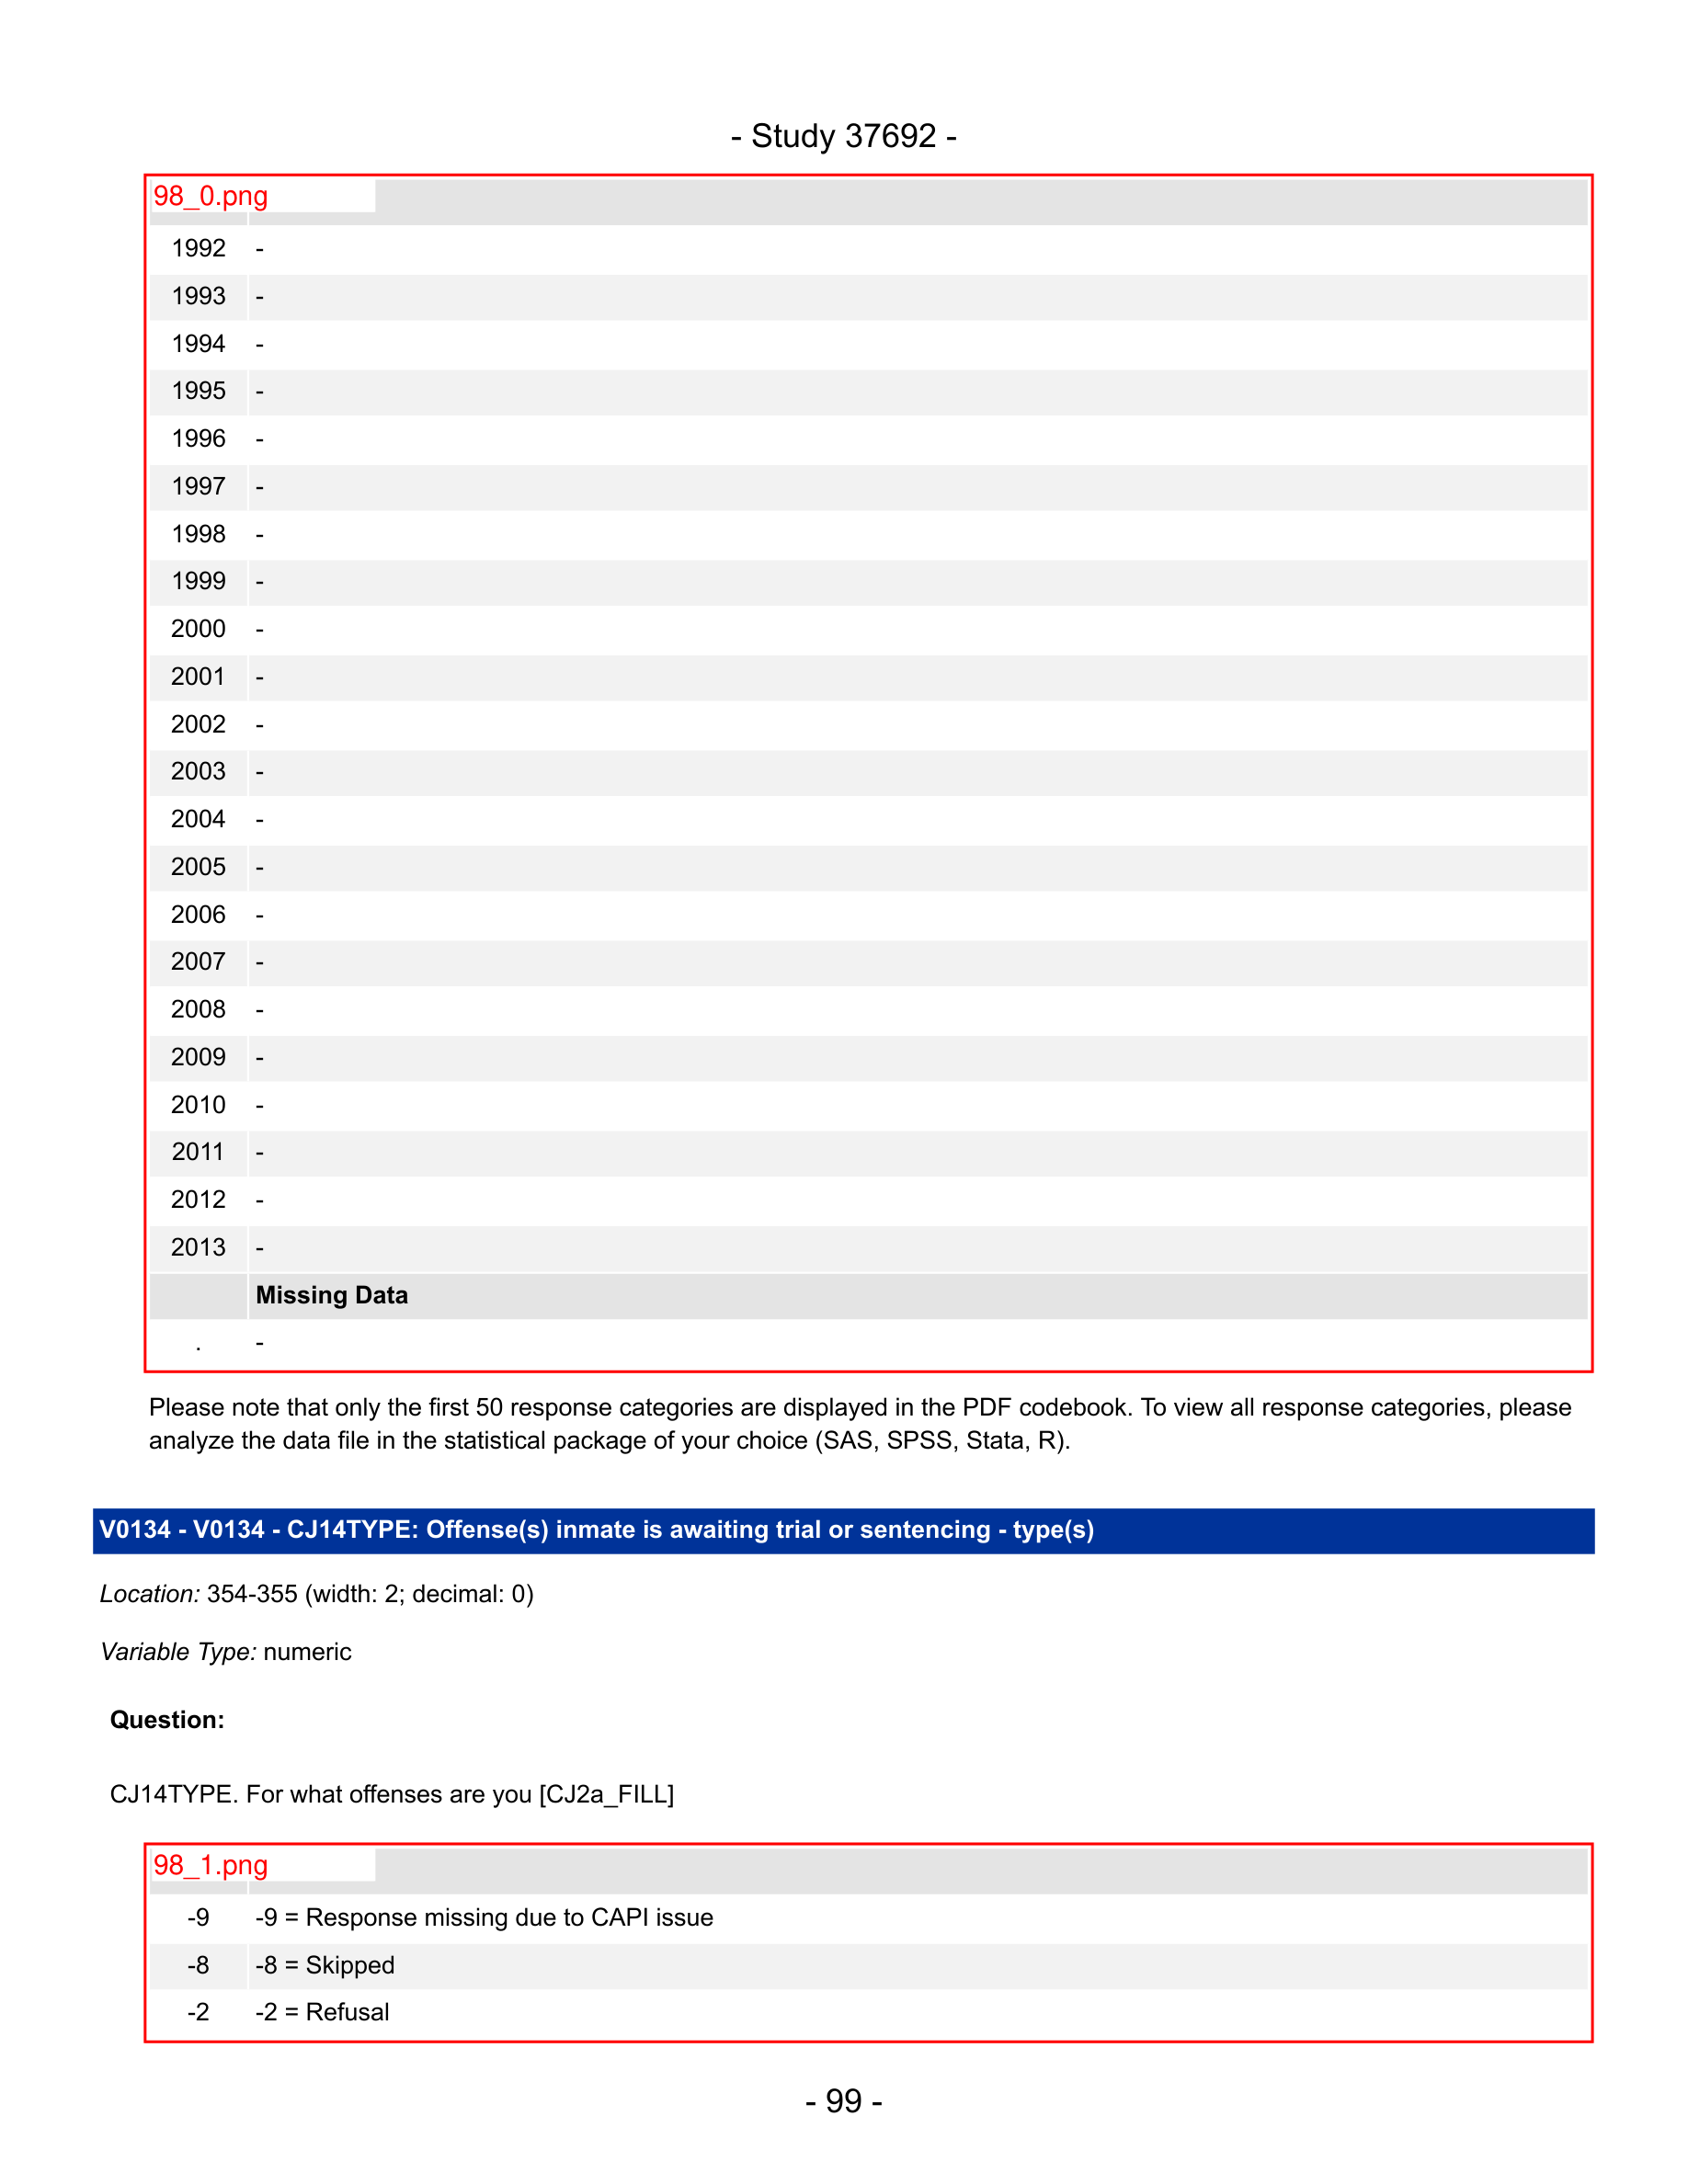 - Study 37692 -
98_0.png
1992 -
1993 -
1994 -
1995 -
1996 -
1997 -
1998 -
1999 -
2000 -
2001 -
2002 -
2003 -
2004 -
2005 -
2006 -
2007 -
2008 -
2009 -
2010 -
2011 -
2012 -
2013 -
Missing Data
. -
Please note that only the first 50 response categories are displayed in the PDF codebook. To view all response categories, please
analyze the data file in the statistical package of your choice (SAS, SPSS, Stata, R).
V0134 - V0134 - CJ14TYPE: Offense(s) inmate is awaiting trial or sentencing - type(s)
Location: 354-355 (width: 2; decimal: 0)
Variable Type: numeric
Question:
CJ14TYPE. For what offenses are you [CJ2a_FILL]
98_1.png
-9 -9 = Response missing due to CAPI issue
-8 -8 = Skipped
-2 -2 = Refusal
- 99 -